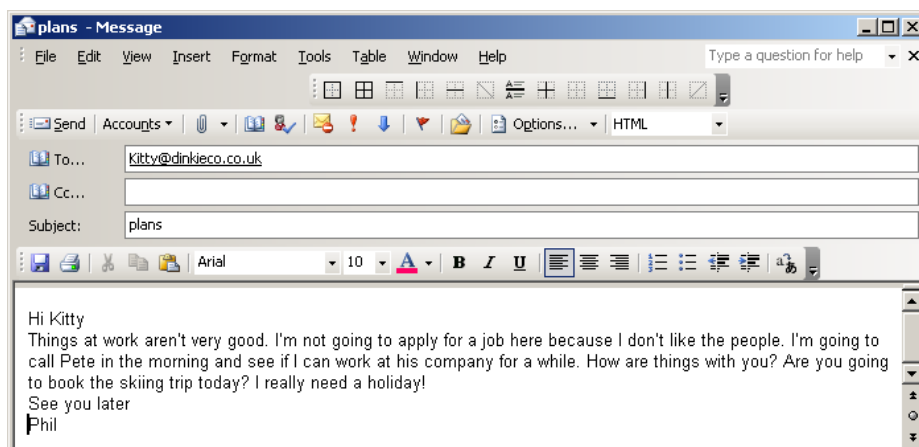 plans - Message
File Edit View Insert Format Tools Table Window Help Type a question for help
Send Accounts Options... HTML
To... Kitty@dinkieco.co.uk
Cc...
Subject: plans
Arial 10 A B I U
Hi Kitty
Things at work aren't very good. I'm not going to apply for a job here because I don't like the people. I'm going to
call Pete in the morning and see if I can work at his company for a while. How are things with you? Are you going
to book the skiing trip today? I really need a holiday!
See you later
Phil